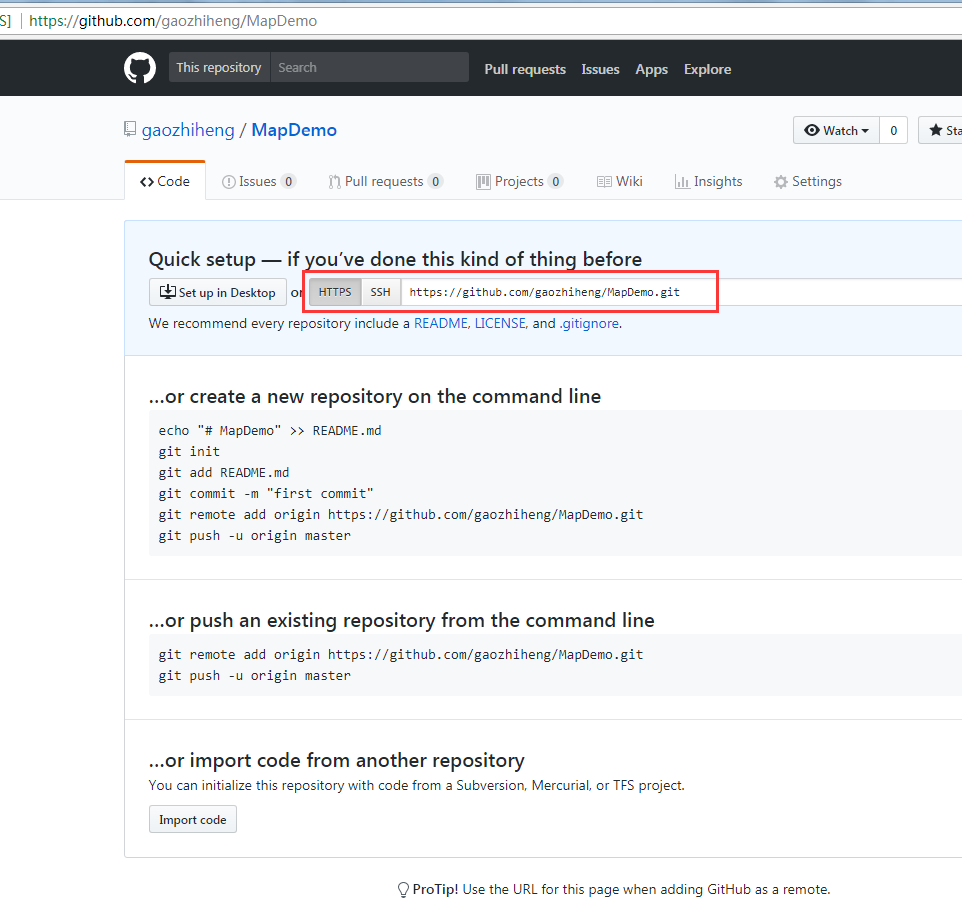 S] | https://github.com/gaozhiheng/MapDemo
This repository Search Pull requests Issues Apps Explore
gaozhiheng / MapDemo Watch 0 Sta
<> Code Issues 0 Pull requests 0 Projects 0 Wiki Insights Settings
Quick setup — if you’ve done this kind of thing before
Set up in Desktop or HTTPS SSH https://github.com/gaozhiheng/MapDemo.git
We recommend every repository include a README, LICENSE, and .gitignore.
…or create a new repository on the command line
echo "# MapDemo" >> README.md
git init
git add README.md
git commit -m "first commit"
git remote add origin https://github.com/gaozhiheng/MapDemo.git
git push -u origin master
…or push an existing repository from the command line
git remote add origin https://github.com/gaozhiheng/MapDemo.git
git push -u origin master
…or import code from another repository
You can initialize this repository with code from a Subversion, Mercurial, or TFS project.
Import code
ProTip! Use the URL for this page when adding GitHub as a remote.